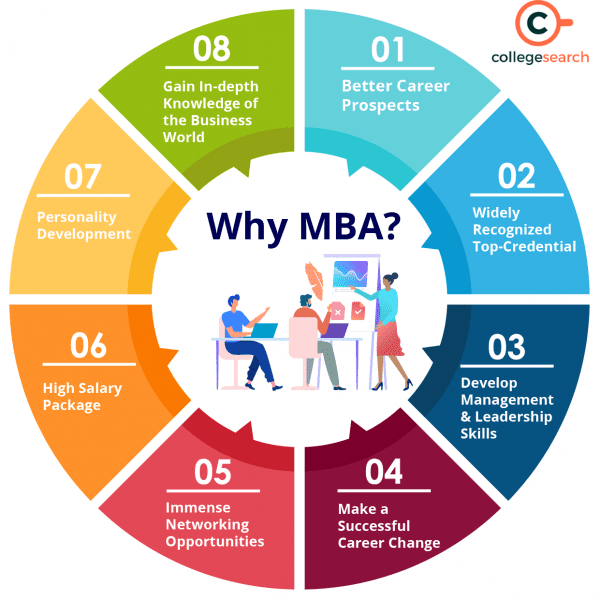 C
collegesearch
Why MBA?
01
Better Career
Prospects
02
Widely
Recognized
Top-Credential
03
Develop
Management
& Leadership
Skills
04
Make a
Successful
Career Change
05
Immense
Networking
Opportunities
06
High Salary
Package
07
Personality
Development
08
Gain In-depth
Knowledge of
the Business
World